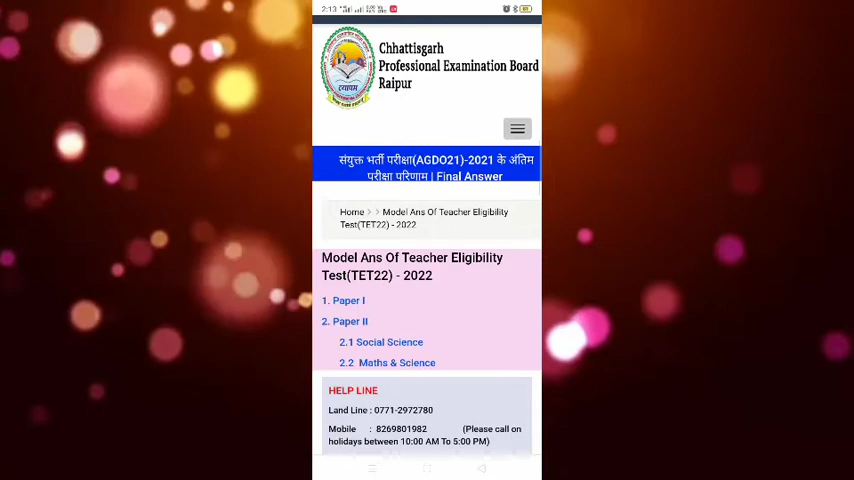 2:13
Chhattisgarh
Professional Examination Board
Raipur
व्यापम
संयुक्त भर्ती परीक्षा(AGDO21)-2021 के अंतिम
परीक्षा परिणाम | Final Answer
Home > > Model Ans Of Teacher Eligibility
Test(TET22) - 2022
Model Ans Of Teacher Eligibility
Test(TET22) - 2022
1. Paper I
2. Paper II
2.1 Social Science
2.2 Maths & Science
HELP LINE
Land Line : 0771-2972780
Mobile : 8269801982 (Please call on
holidays between 10:00 AM To 5:00 PM)